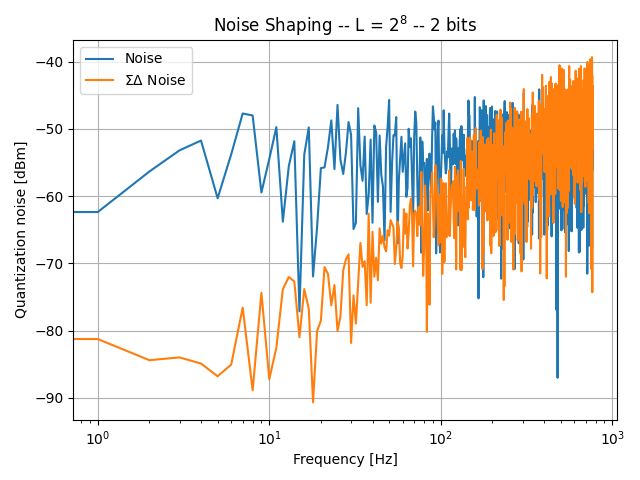 Noise Shaping -- L = 2⁸ -- 2 bits
Noise
ΣΔ Noise
Quantization noise [dBm]
−40
−50
−60
−70
−80
−90
10⁰
10¹
10²
10³
Frequency [Hz]